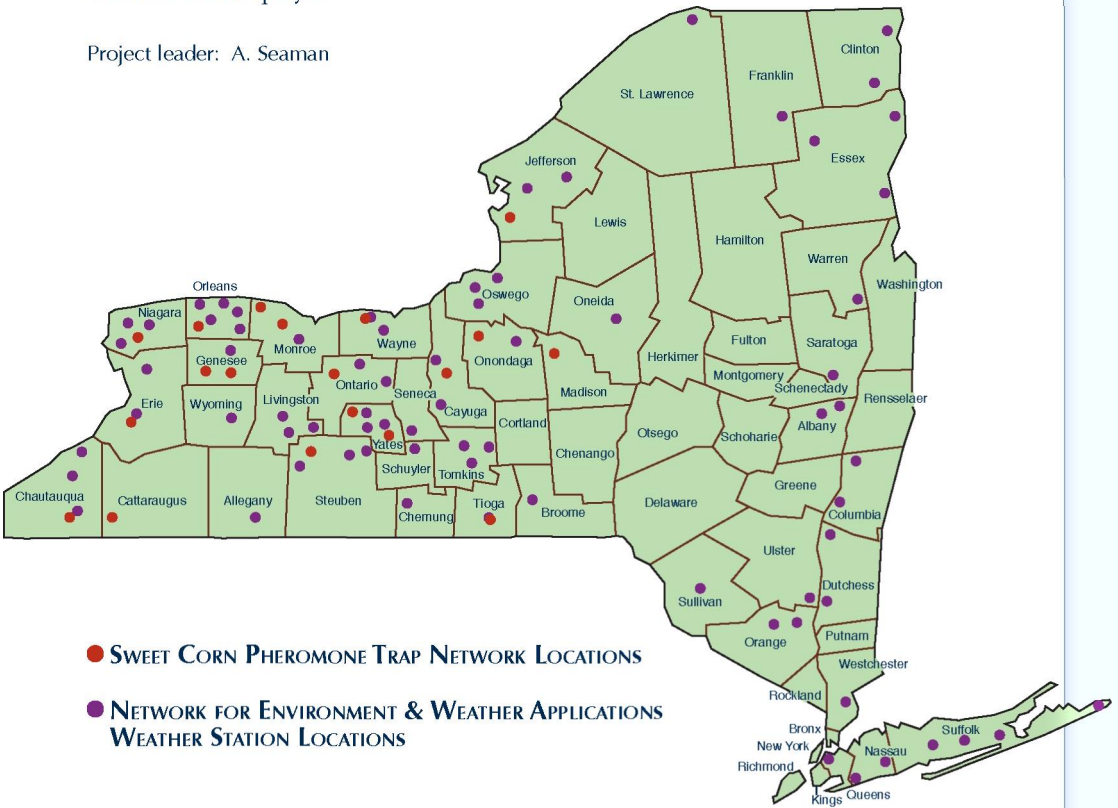 Project leader: A. Seaman
Clinton
Franklin
St. Lawrence
Essex
Jefferson
Lewis
Hamilton
Warren
Washington
Orleans
Oswego
Oneida
Niagara
Wayne
Monroe
Fulton
Saratoga
Herkimer
Genesee
Onondaga
Montgomery
Madison
Ontario
Seneca
Schenectady
Rensselaer
Livingston
Erie
Wyoming
Cayuga
Cortland
Albany
Otsego
Schoharie
Yates
Chenango
Schuyler
Tomkins
Greene
Chautauqua
Cattaraugus
Allegany
Steuben
Tioga
Delaware
Chemung
Broome
Columbia
Ulster
Dutchess
Sullivan
Orange
Putnam
Westchester
Rockland
Bronx
New York
Richmond
Nassau
Suffolk
Kings
Queens
Sweet Corn Pheromone Trap Network Locations
Network for Environment & Weather Applications
Weather Station Locations